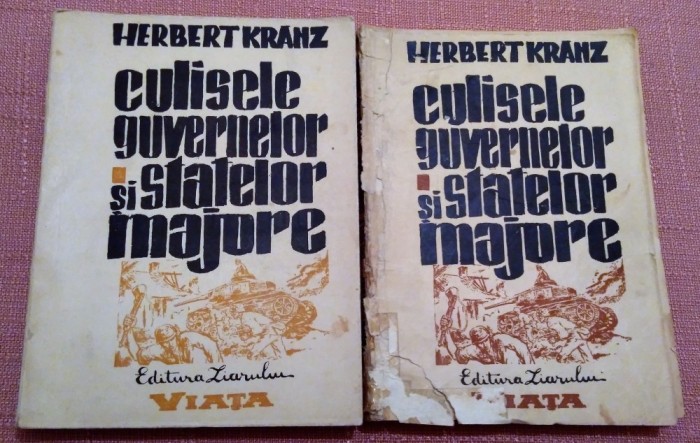 HERBERT KRANZ
culisele
guvernelor
și statelor
majore
Editura Ziarului
VIAȚA
HERBERT KRANZ
culisele
guvernelor
și statelor
majore
Editura Ziarului
IAȚA